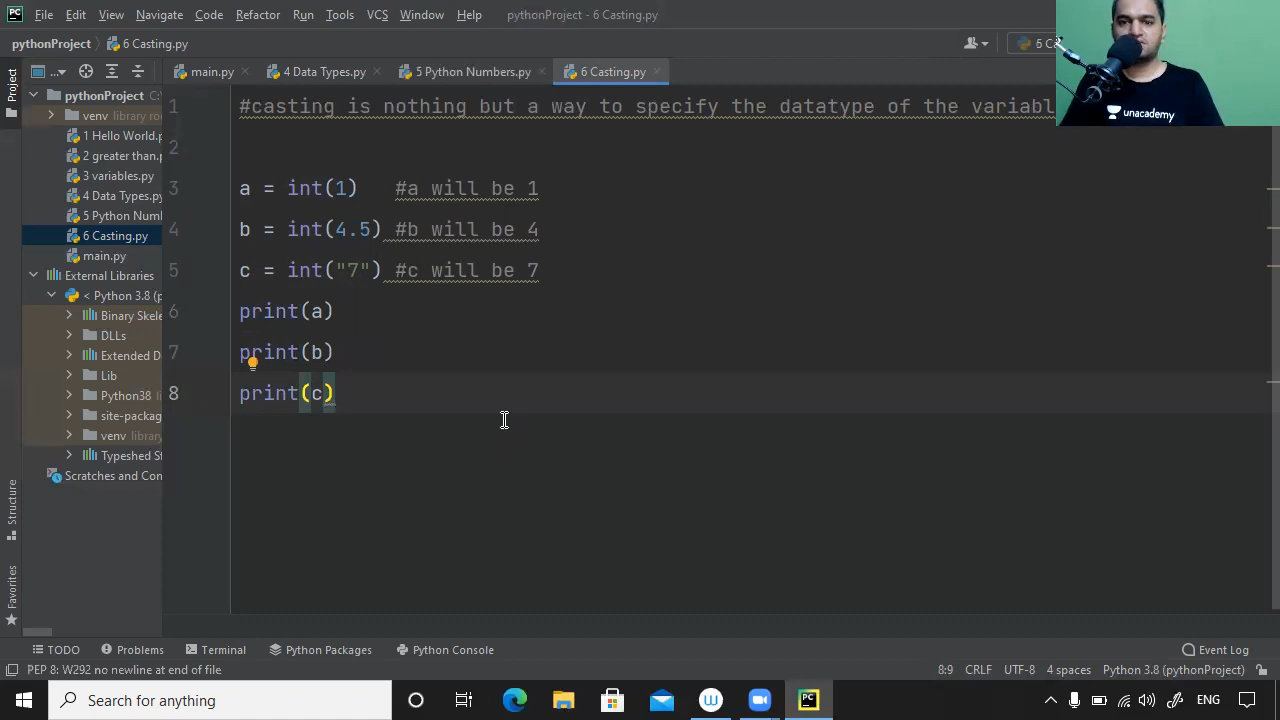 File Edit View Navigate Code Refactor Run Tools VCS Window Help pythonProject - 6 Casting.py
pythonProject 6 Casting.py
main.py 4 Data Types.py 5 Python Numbers.py 6 Casting.py
Project
pythonProject
venv library
1 Hello World.
2 greater than.
3 variables.py
4 Data Types.py
5 Python Num
6 Casting.py
main.py
External Libraries
< Python 3.8 (
Binary Skele
DLLs
Extended D
Lib
Python38
site-packag
venv library
Typeshed St
Scratches and Con
Structure
Favorites
1 #casting is nothing but a way to specify the datatype of the variabl
2
3 a = int(1) #a will be 1
4 b = int(4.5) #b will be 4
5 c = int("7") #c will be 7
6 print(a)
7 print(b)
8 print(c)
unacademy
TODO Problems Terminal Python Packages Python Console Event Log
PEP 8: W292 no newline at end of file 8:9 CRLF UTF-8 4 spaces Python 3.8 (pythonProject)
Search for anything ENG